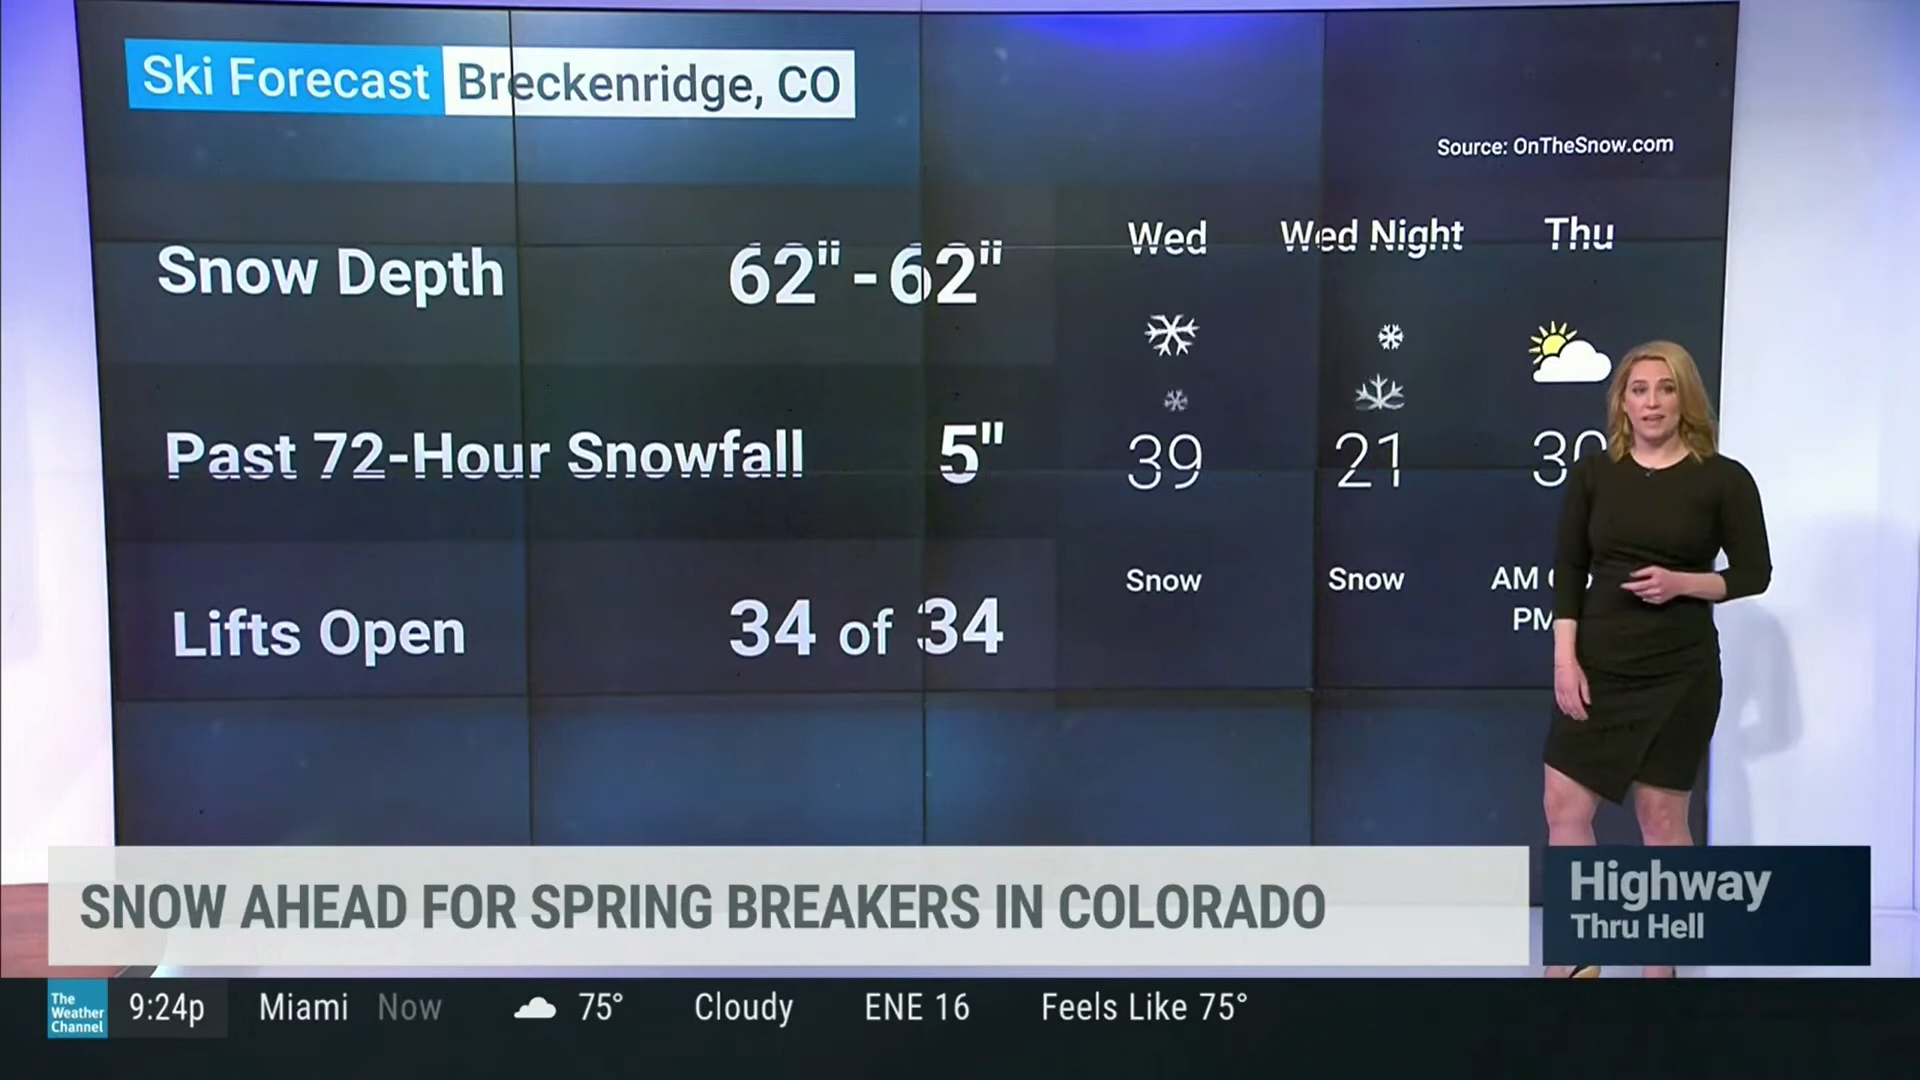 Ski Forecast Breckenridge, CO
Source: OnTheSnow.com
Wed Wed Night Thu
Snow Depth 62" - 62"
Past 72-Hour Snowfall 5"
39 21
Snow Snow AM
PM
Lifts Open 34 of 34
SNOW AHEAD FOR SPRING BREAKERS IN COLORADO
Highway
Thru Hell
The
Weather
Channel
9:24p Miami Now 75° Cloudy ENE 16 Feels Like 75°